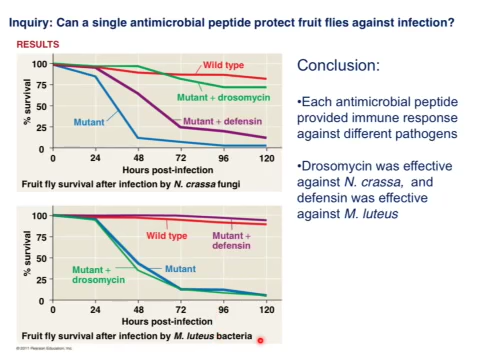 Inquiry: Can a single antimicrobial peptide protect fruit flies against infection?
RESULTS
100
75
50
25
0
% survival
Wild type
Mutant + drosomycin
Mutant
Mutant + defensin
0 24 48 72 96 120
Hours post-infection
Fruit fly survival after infection by N. crassa fungi
100
75
50
25
0
% survival
Wild type
Mutant +
defensin
Mutant +
drosomycin
Mutant
0 24 48 72 96 120
Hours post-infection
Fruit fly survival after infection by M. luteus bacteria
© 2011 Pearson Education, Inc.
Conclusion:
•Each antimicrobial peptide
provided immune response
against different pathogens
•Drosomycin was effective
against N. crassa, and
defensin was effective
against M. luteus